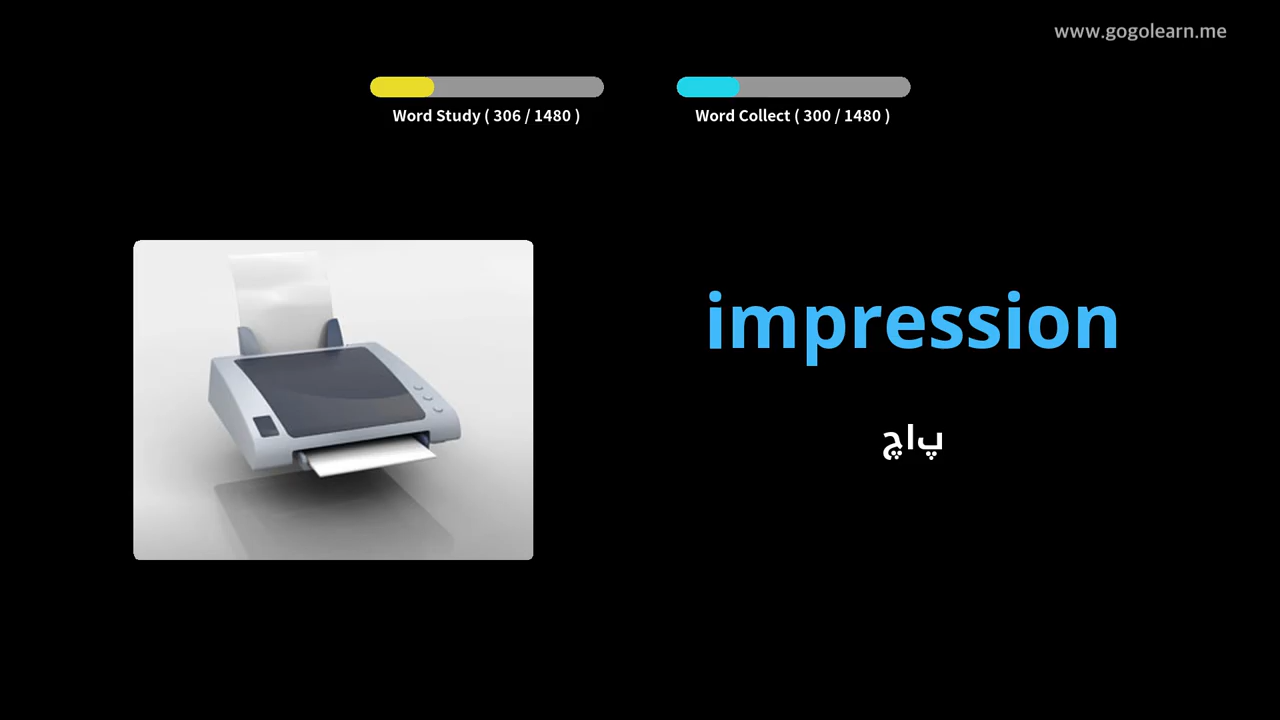 www.gogolearn.me
Word Study ( 306 / 1480 )
Word Collect ( 300 / 1480 )
impression
پاچ